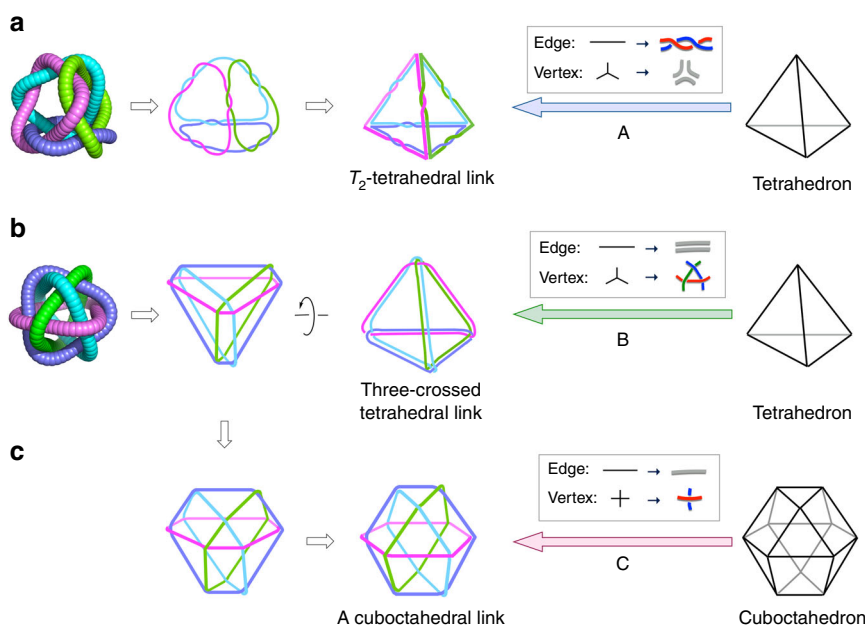 a
Edge:
Vertex:
A
T2-tetrahedral link
Tetrahedron
b
Edge:
Vertex:
B
Three-crossed
tetrahedral link
Tetrahedron
c
Edge:
Vertex:
C
A cuboctahedral link
Cuboctahedron